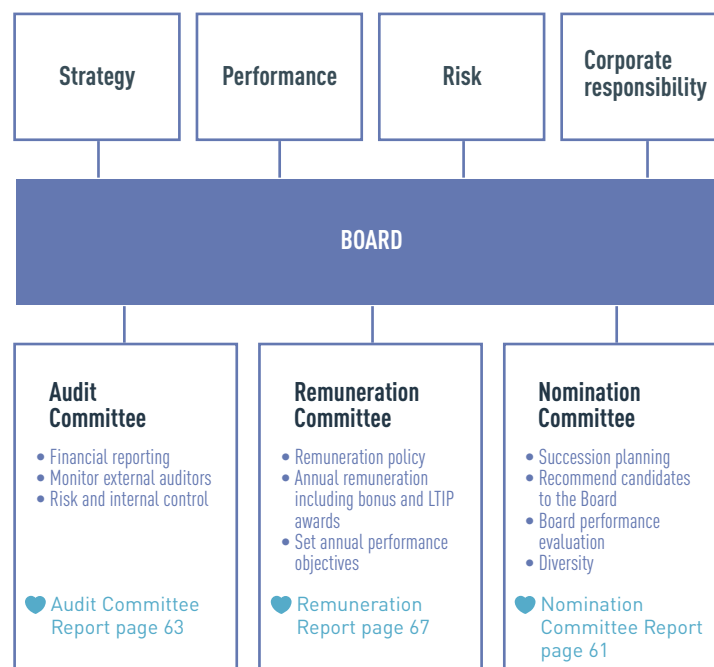 Strategy
Performance
Risk
Corporate
responsibility
BOARD
Audit
Committee
• Financial reporting
• Monitor external auditors
• Risk and internal control
Audit Committee
Report page 63
Remuneration
Committee
• Remuneration policy
• Annual remuneration
including bonus and LTIP
awards
• Set annual performance
objectives
Remuneration
Report page 67
Nomination
Committee
• Succession planning
• Recommend candidates
to the Board
• Board performance
evaluation
• Diversity
Nomination
Committee Report
page 61